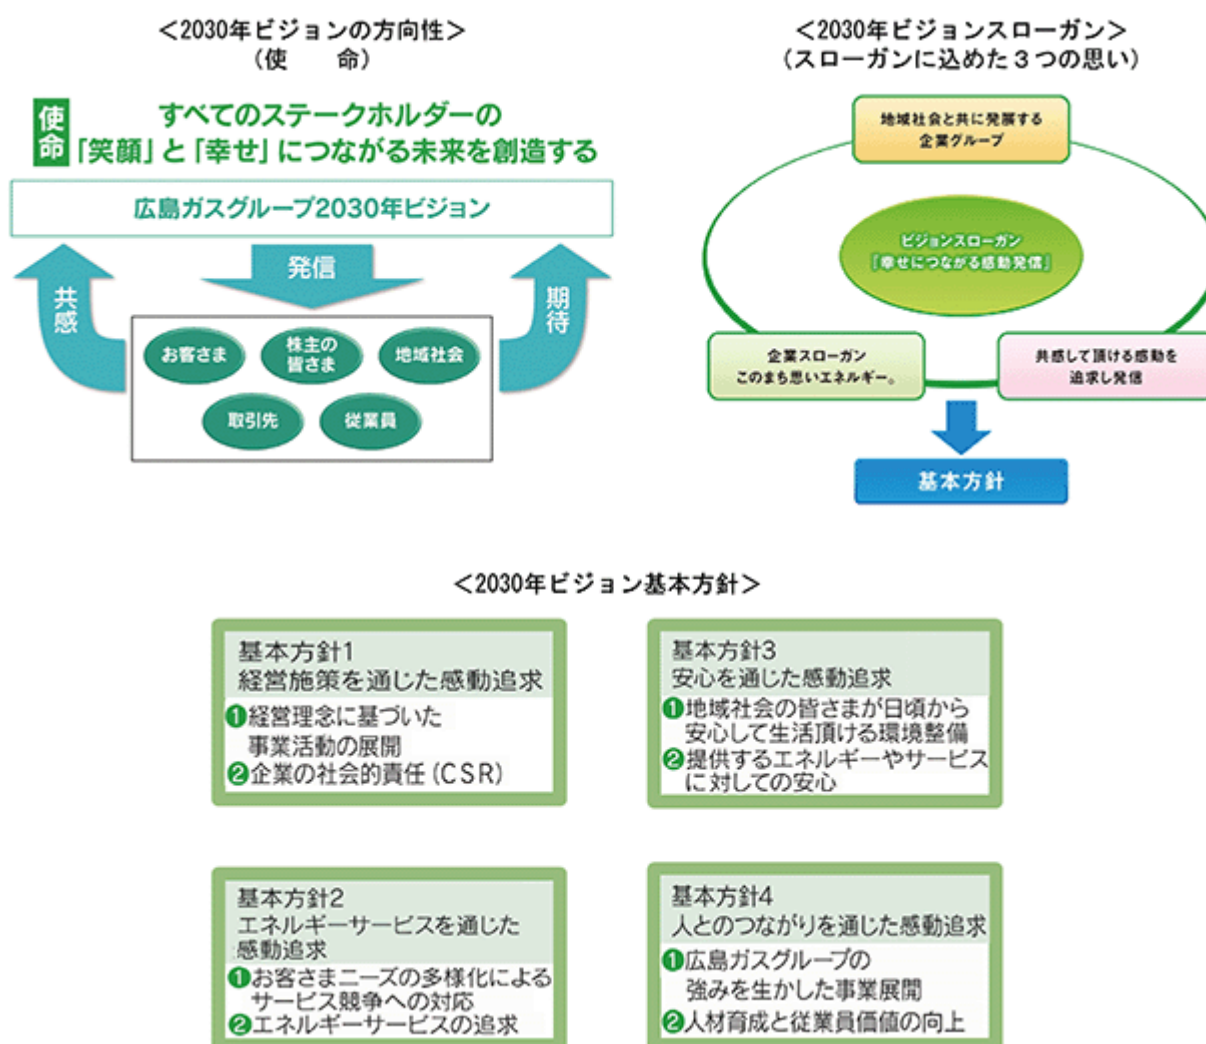 ＜2030年ビジョンの方向性＞
（使　　命）
使命
すべてのステークホルダーの
「笑顔」と「幸せ」につながる未来を創造する
広島ガスグループ2030年ビジョン
共感
発信
期待
お客さま
株主の
皆さま
地域社会
取引先
従業員
＜2030年ビジョンスローガン＞
（スローガンに込めた３つの思い）
地域社会と共に発展する
企業グループ
ビジョンスローガン
『幸せにつながる感動発信』
企業スローガン
このまち思いエネルギー。
共感して頂ける感動を
追求し発信
基本方針
＜2030年ビジョン基本方針＞
基本方針1
経営施策を通じた感動追求
❶経営理念に基づいた
事業活動の展開
❷企業の社会的責任（ＣＳＲ）
基本方針2
エネルギーサービスを通じた
感動追求
❶お客さまニーズの多様化による
サービス競争への対応
❷エネルギーサービスの追求
基本方針3
安心を通じた感動追求
❶地域社会の皆さまが日頃から
安心して生活頂ける環境整備
❷提供するエネルギーやサービス
に対しての安心
基本方針4
人とのつながりを通じた感動追求
❶広島ガスグループの
強みを生かした事業展開
❷人材育成と従業員価値の向上